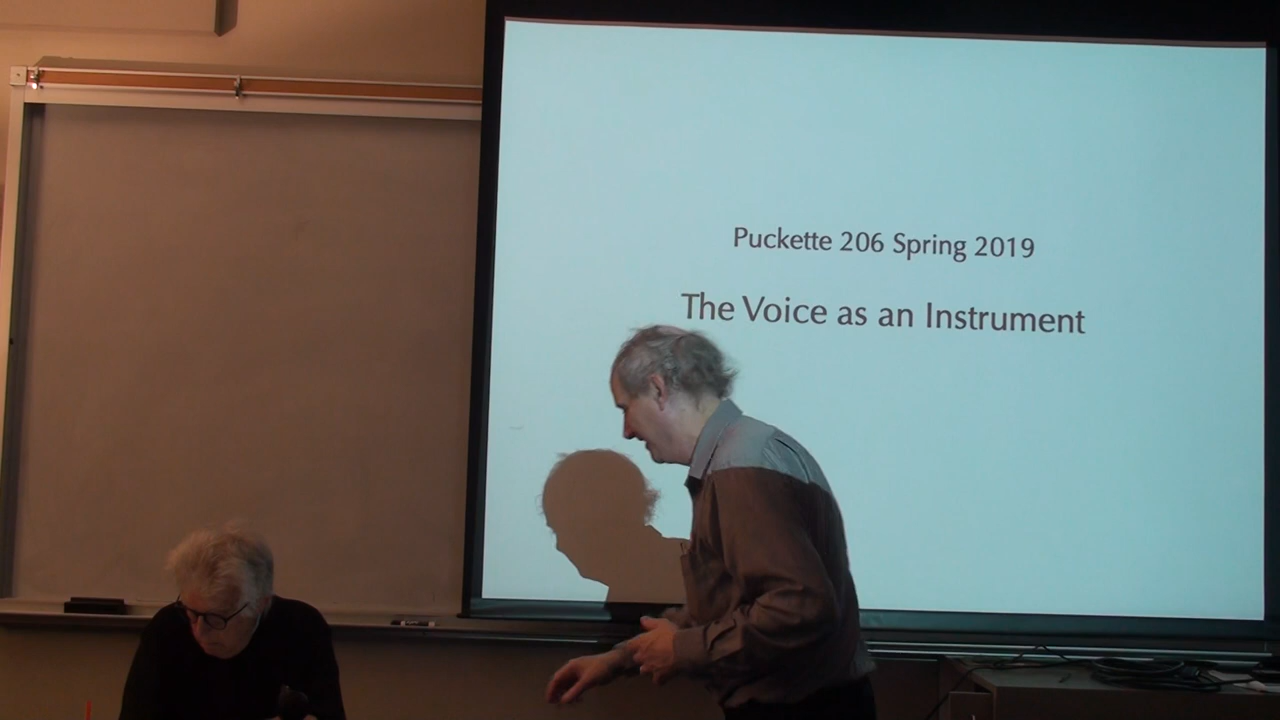 Puckette 206 Spring 2019
The Voice as an Instrument